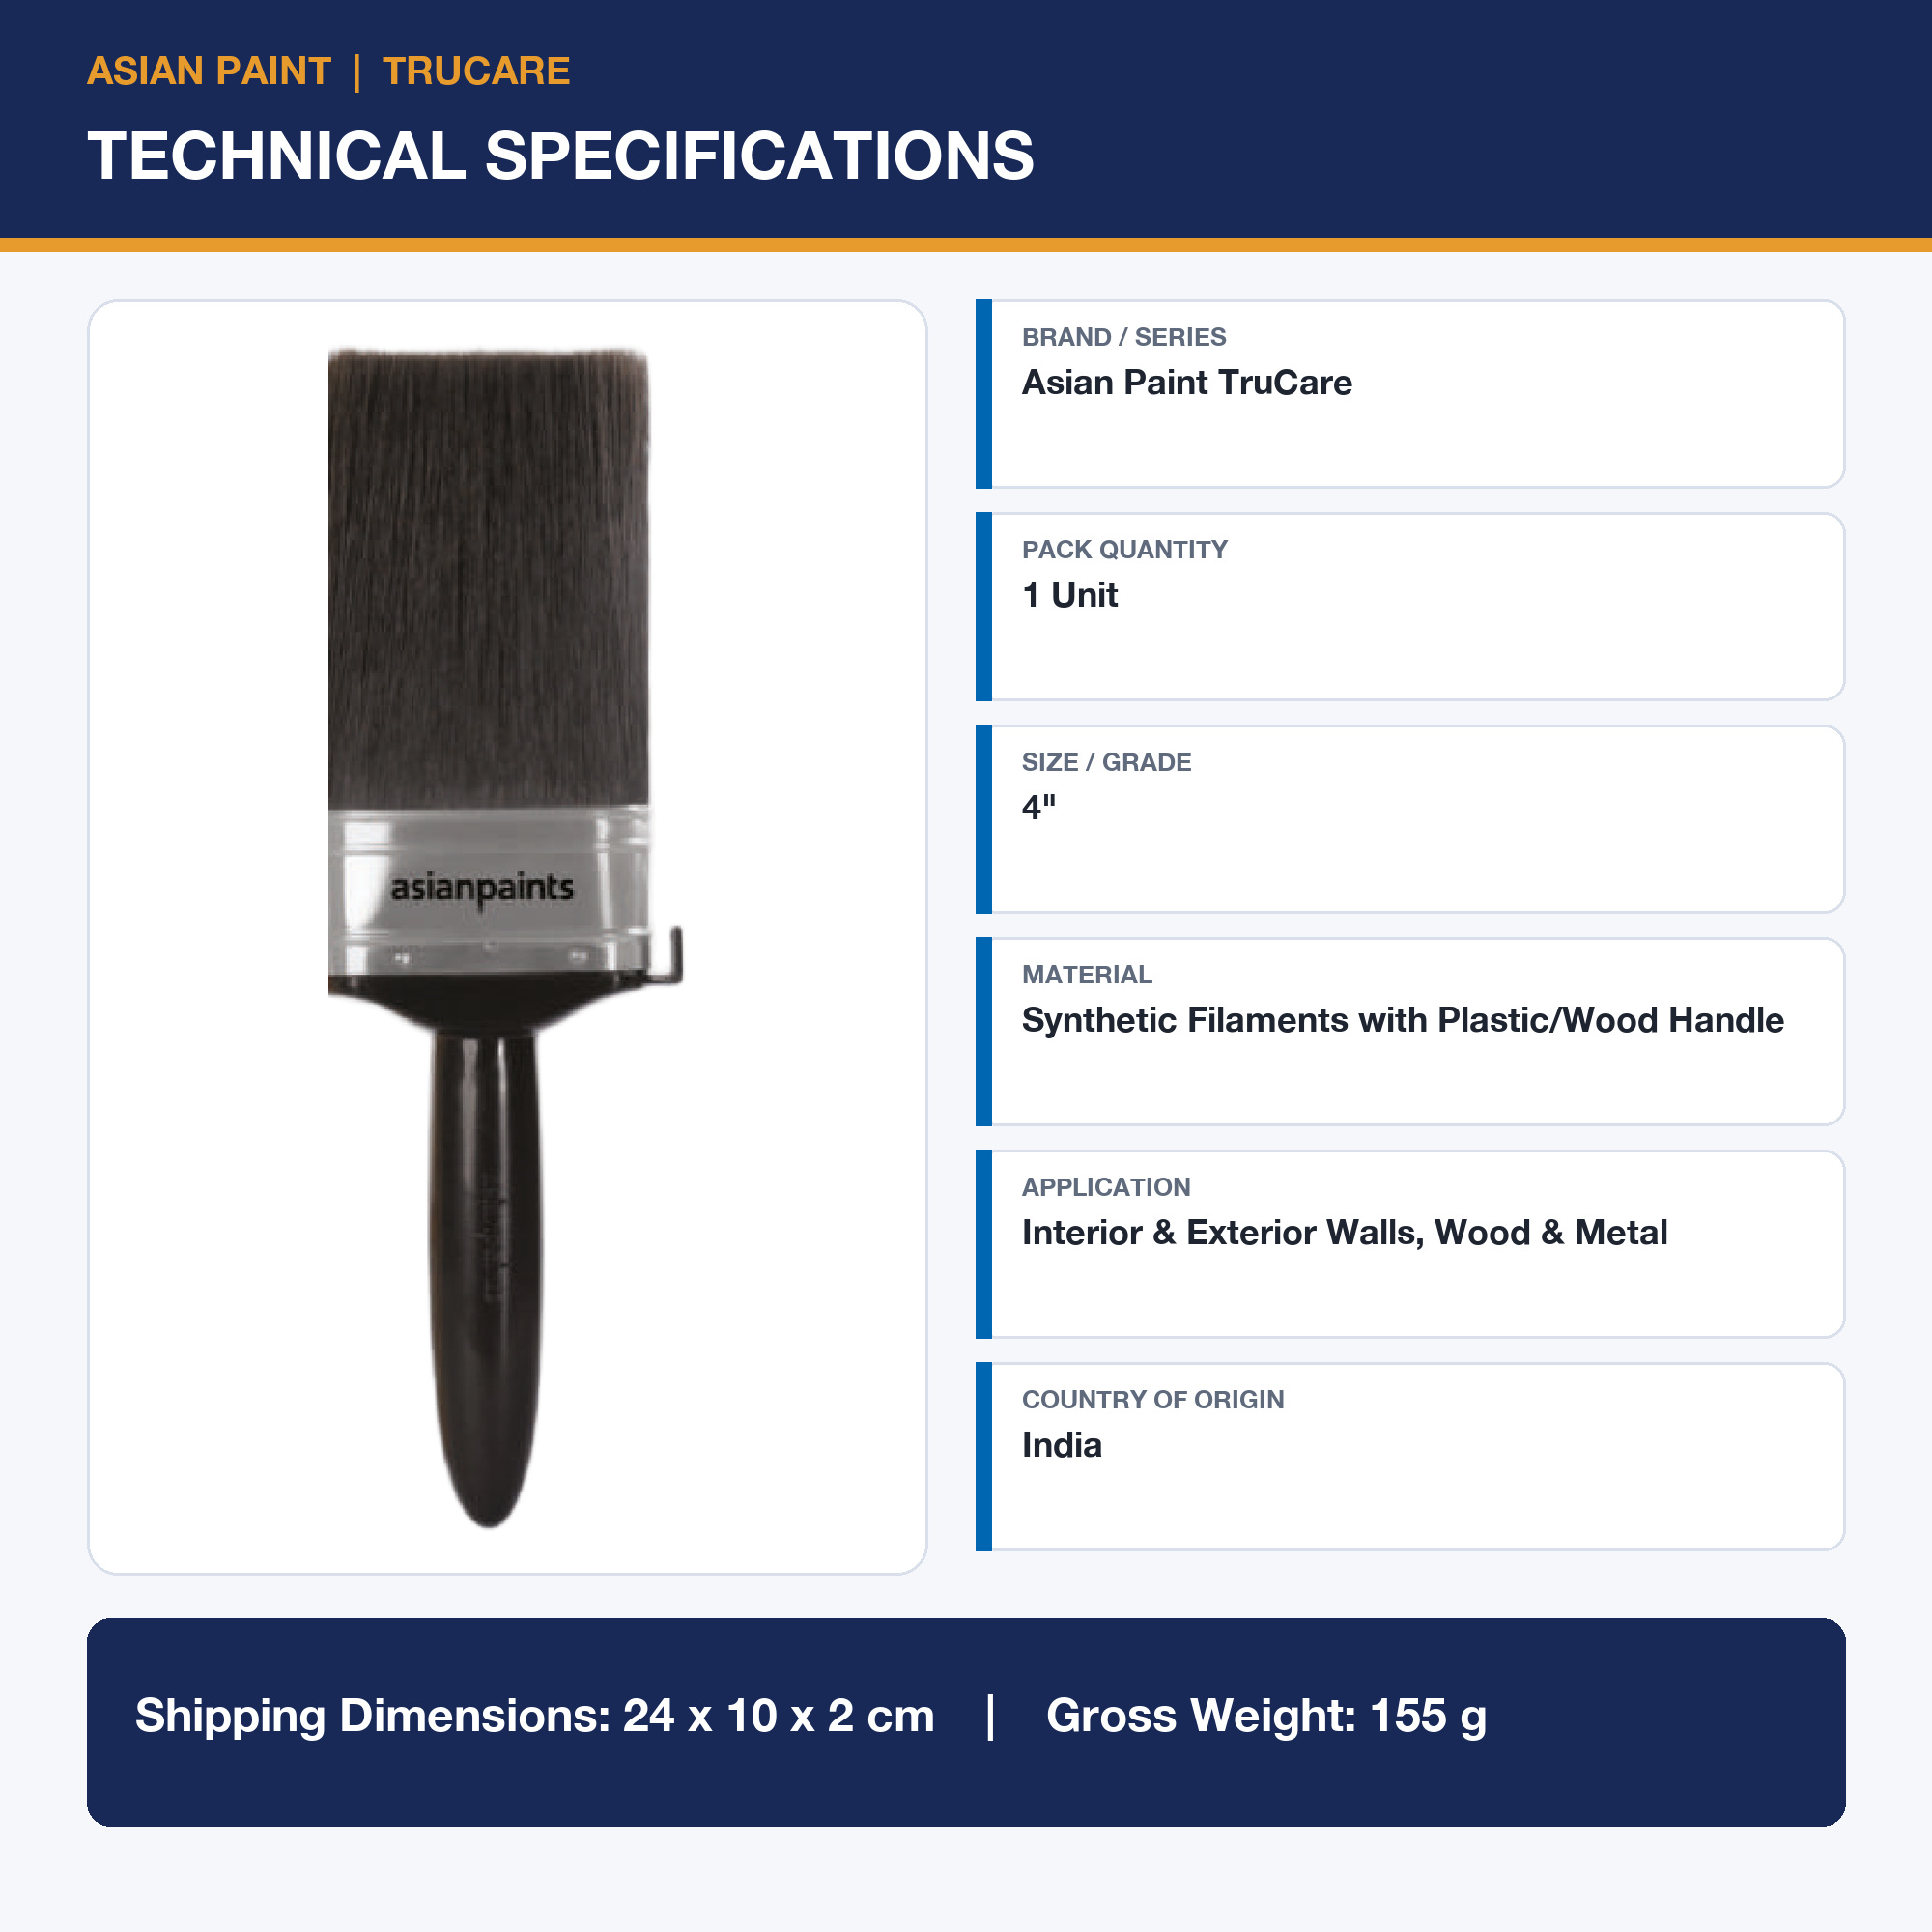 ASIAN PAINT | TRUCARE
TECHNICAL SPECIFICATIONS
asianpaints
BRAND / SERIES
Asian Paint TruCare
PACK QUANTITY
1 Unit
SIZE / GRADE
4"
MATERIAL
Synthetic Filaments with Plastic/Wood Handle
APPLICATION
Interior & Exterior Walls, Wood & Metal
COUNTRY OF ORIGIN
India
Shipping Dimensions: 24 x 10 x 2 cm | Gross Weight: 155 g